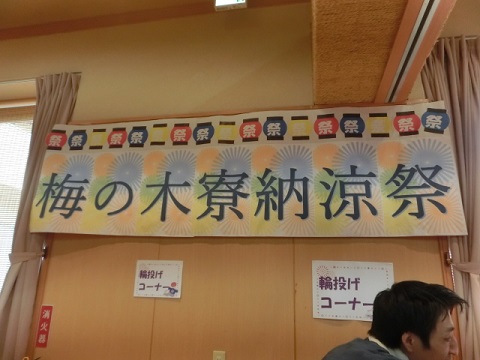 祭 祭 祭 祭 祭 祭 祭 祭 祭 祭 祭
梅の木寮納涼祭
輪投げ
コーナー
輪投げ
コーナー
消火器